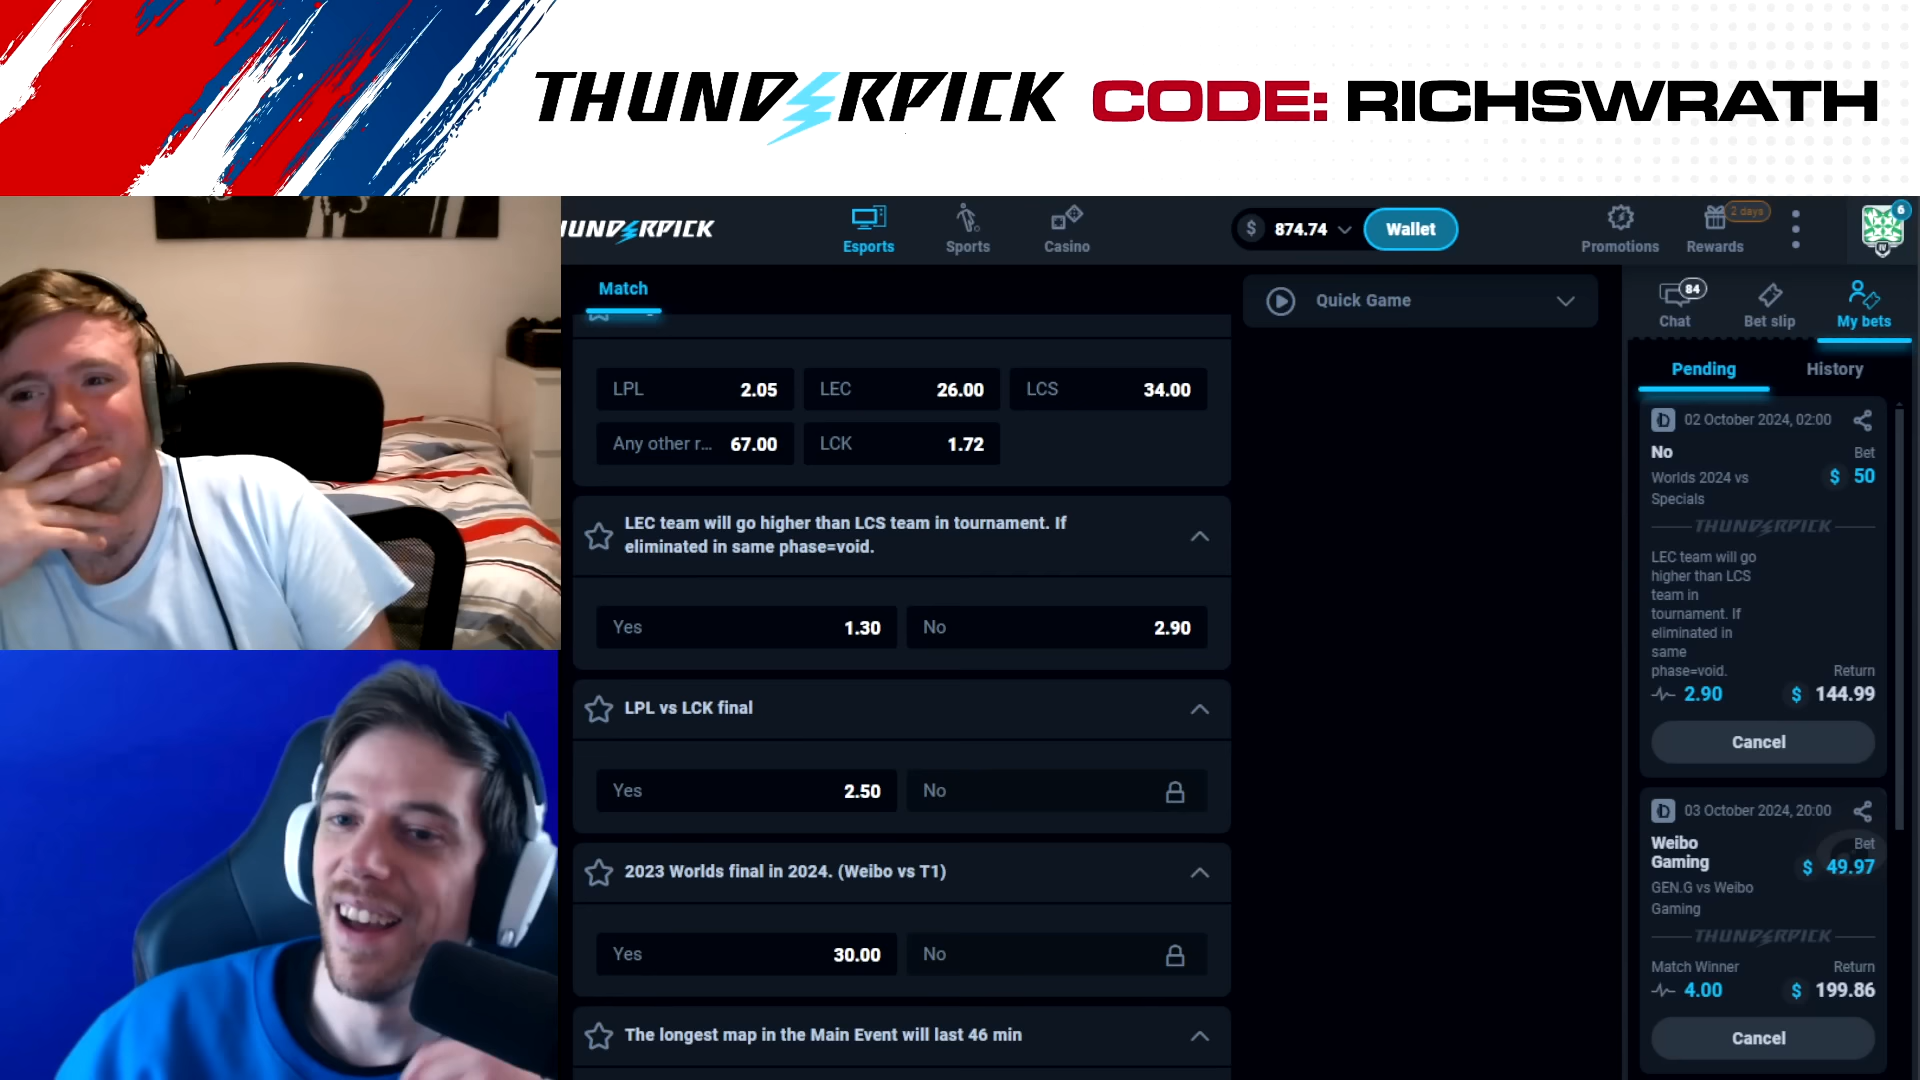 THUNDERPICK CODE: RICHSWRATH
THUNDERPICK
Esports
Sports
Casino
$ 874.74
Wallet
Promotions
2 days
Rewards
6
IV
Match
Quick Game
84
Chat
Bet slip
My bets
Pending
History
LPL 2.05
LEC 26.00
LCS 34.00
Any other r... 67.00
LCK 1.72
LEC team will go higher than LCS team in tournament. If
eliminated in same phase=void.
Yes 1.30
No 2.90
LPL vs LCK final
Yes 2.50
No
2023 Worlds final in 2024. (Weibo vs T1)
Yes 30.00
No
The longest map in the Main Event will last 46 min
02 October 2024, 02:00
No
Bet
Worlds 2024 vs
Specials
$ 50
THUNDERPICK
LEC team will go
higher than LCS
team in
tournament. If
eliminated in
same
phase=void.
Return
2.90
$ 144.99
Cancel
03 October 2024, 20:00
Weibo
Gaming
Bet
$ 49.97
GEN.G vs Weibo
Gaming
THUNDERPICK
Match Winner
Return
4.00
$ 199.86
Cancel